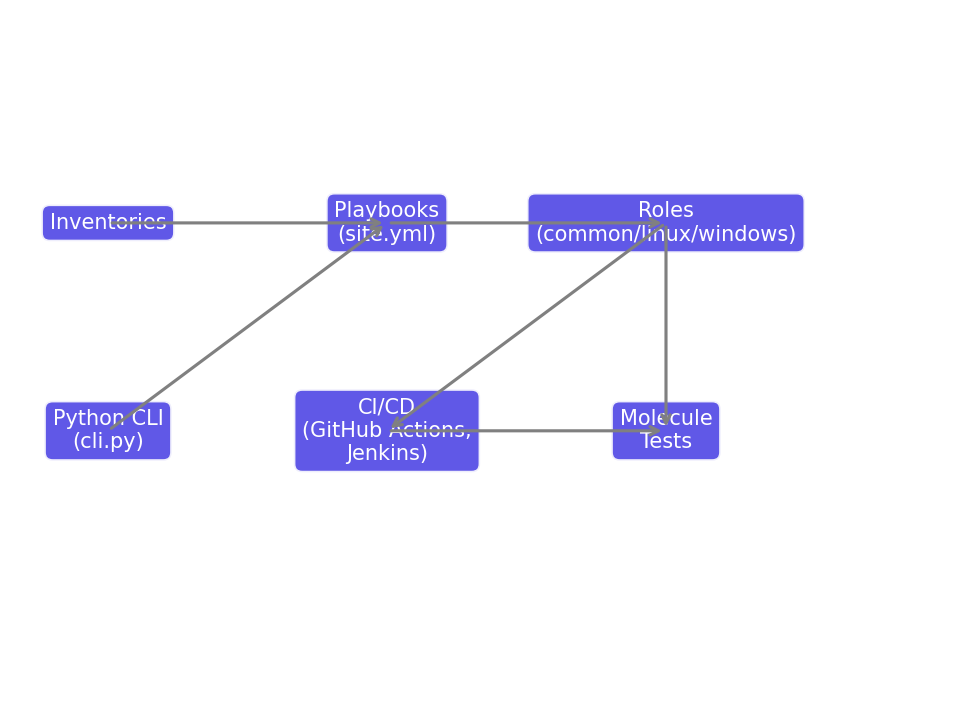 Inventories
Playbooks
(site.yml)
Roles
(common/linux/windows)
Python CLI
(cli.py)
CI/CD
(GitHub Actions,
Jenkins)
Molecule
Tests